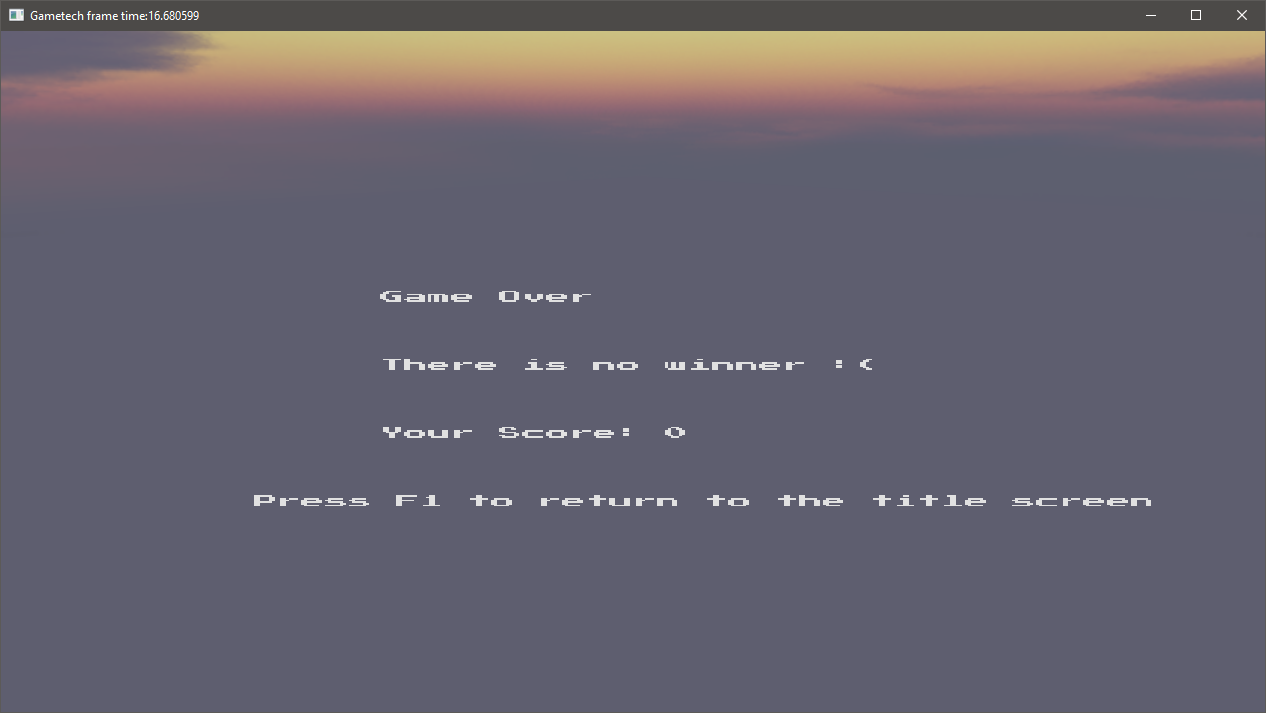 Gametech frame time:16.680599
Game Over
There is no winner :(
Your Score: 0
Press F1 to return to the title screen